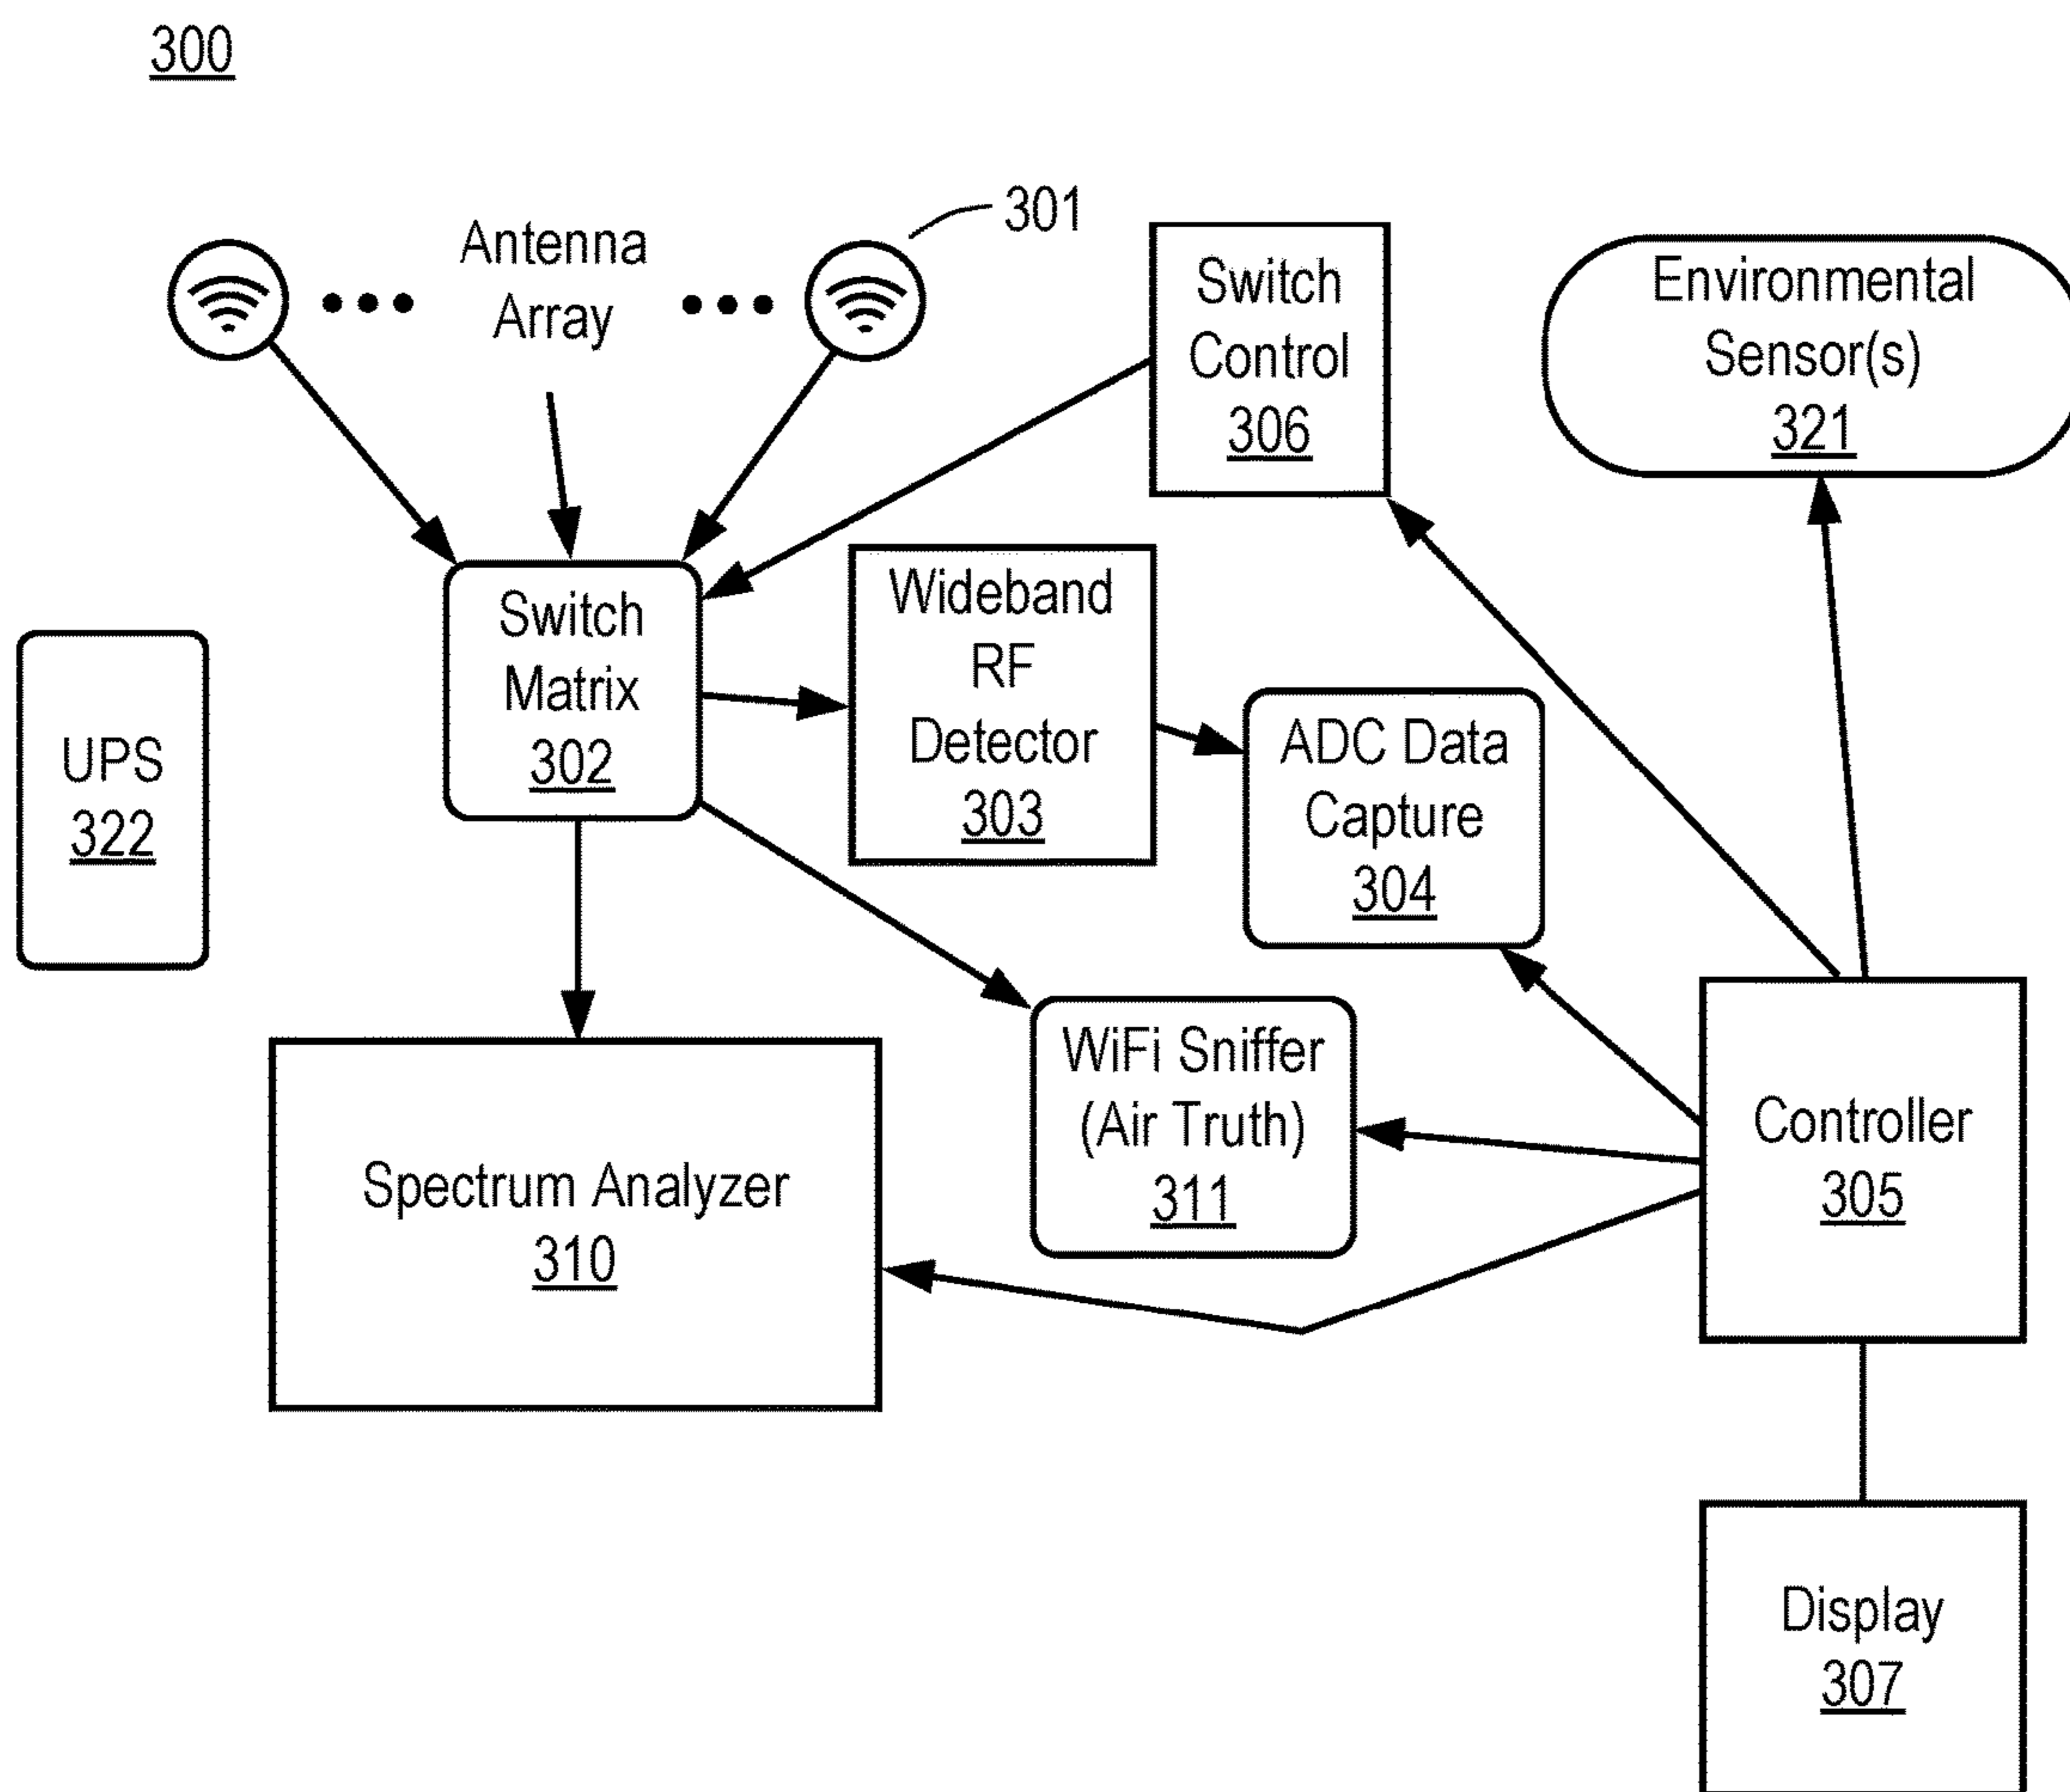 300
Antenna
Array
301
Switch
Control
306
Environmental
Sensor(s)
321
Switch
Matrix
302
Wideband
RF
Detector
303
ADC Data
Capture
304
UPS
322
Spectrum Analyzer
310
WiFi Sniffer
(Air Truth)
311
Controller
305
Display
307